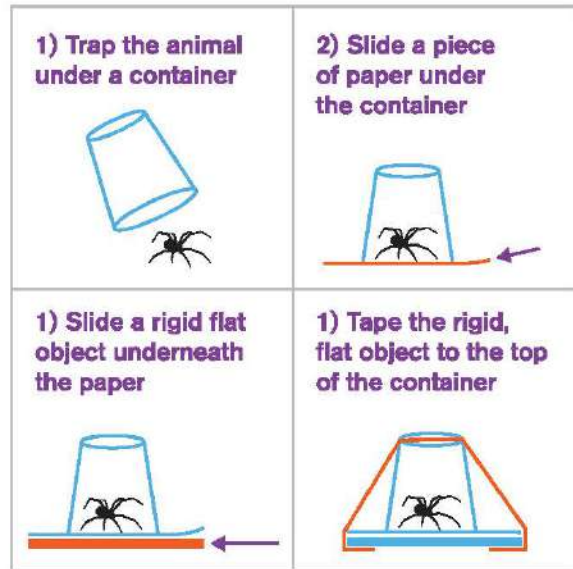 1) Trap the animal
under a container
2) Slide a piece
of paper under
the container
1) Slide a rigid flat
object underneath
the paper
1) Tape the rigid,
flat object to the top
of the container